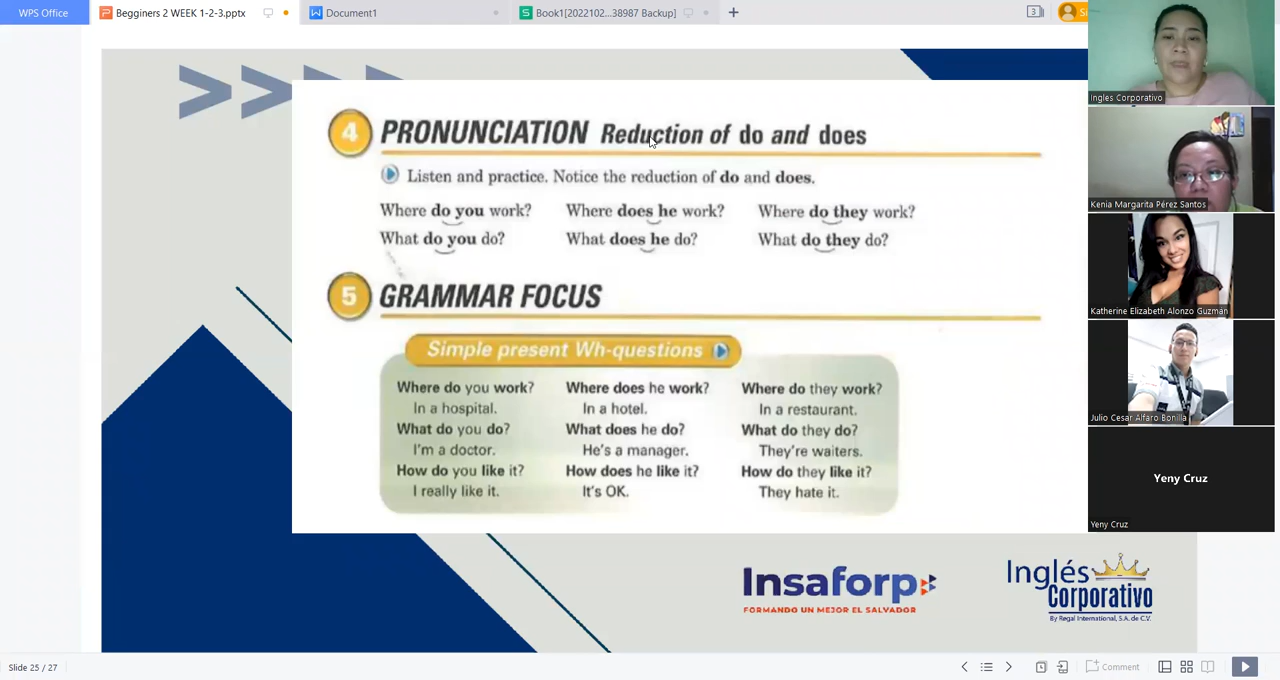 WPS Office
Begginers 2 WEEK 1-2-3.pptx
Document1
Book1[2022102...38987 Backup]
3
4 PRONUNCIATION Reduction of do and does
Listen and practice. Notice the reduction of do and does.
Where do you work? Where does he work? Where do they work?
What do you do? What does he do? What do they do?
5 GRAMMAR FOCUS
Simple present Wh-questions
Where do you work? Where does he work? Where do they work?
In a hospital. In a hotel. In a restaurant.
What do you do? What does he do? What do they do?
I'm a doctor. He's a manager. They're waiters.
How do you like it? How does he like it? How do they like it?
I really like it. It's OK. They hate it.
Insaforp
FORMANDO UN MEJOR EL SALVADOR
Inglés
Corporativo
By Regal International, S.A. de C.V.
Ingles Corporativo
Kenia Margarita Pérez Santos
Katherine Elizabeth Alonzo Guzmán
Julio Cesar Alfaro Bonilla
Yeny Cruz
Yeny Cruz
Slide 25 / 27
Comment